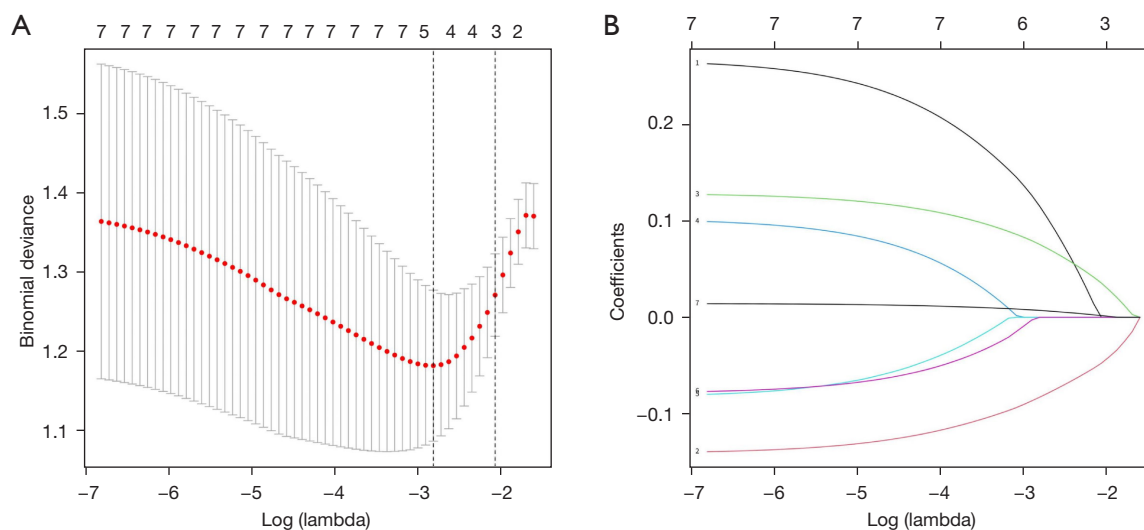 A
7 7 7 7 7 7 7 7 7 7 7 7 7 7 5 4 4 3 2
Binomial deviance
1.5
1.4
1.3
1.2
1.1
−7 −6 −5 −4 −3 −2
Log (lambda)
B
7 7 7 7 6 3
Coefficients
0.2
0.1
0.0
−0.1
1
3
4
7
6
5
2
−7 −6 −5 −4 −3 −2
Log (lambda)